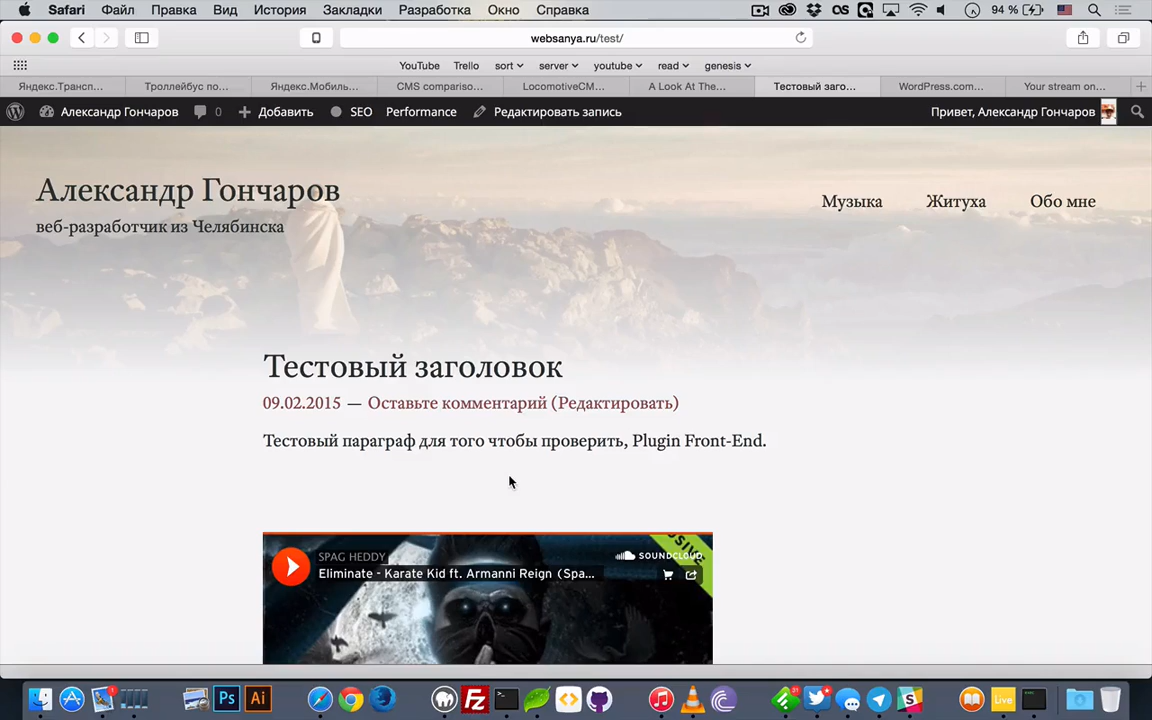 Safari Файл Правка Вид История Закладки Разработка Окно Справка 94 %
websanya.ru/test/
YouTube Trello sort server youtube read genesis
Яндекс.Трансп... Троллейбус по... Яндекс.Мобиль... CMS compariso... LocomotiveCM... A Look At The... Тестовый заго... WordPress.com... Your stream on...
Александр Гончаров 0 Добавить SEO Performance Редактировать запись Привет, Александр Гончаров
Александр Гончаров
веб-разработчик из Челябинска
Музыка Житуха Обо мне
Тестовый заголовок
09.02.2015 — Оставьте комментарий (Редактировать)
Тестовый параграф для того чтобы проверить, Plugin Front-End.
SPAG HEDDY
SOUNDCLOUD
Eliminate - Karate Kid ft. Armanni Reign (Spa...
Ps Ai Fz Live